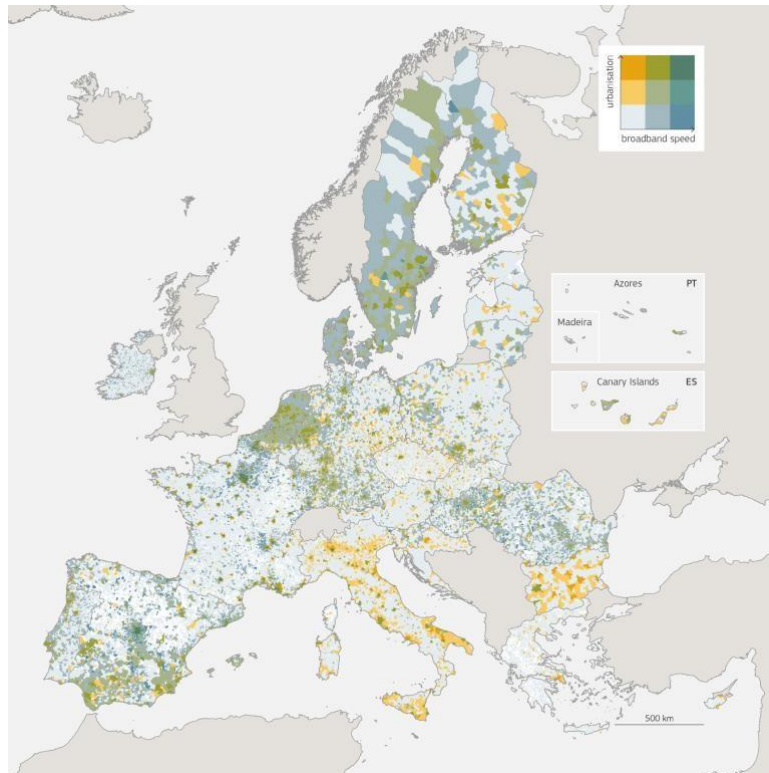 urbanisation
broadband speed
Azores
PT
Madeira
Canary Islands
ES
500 km